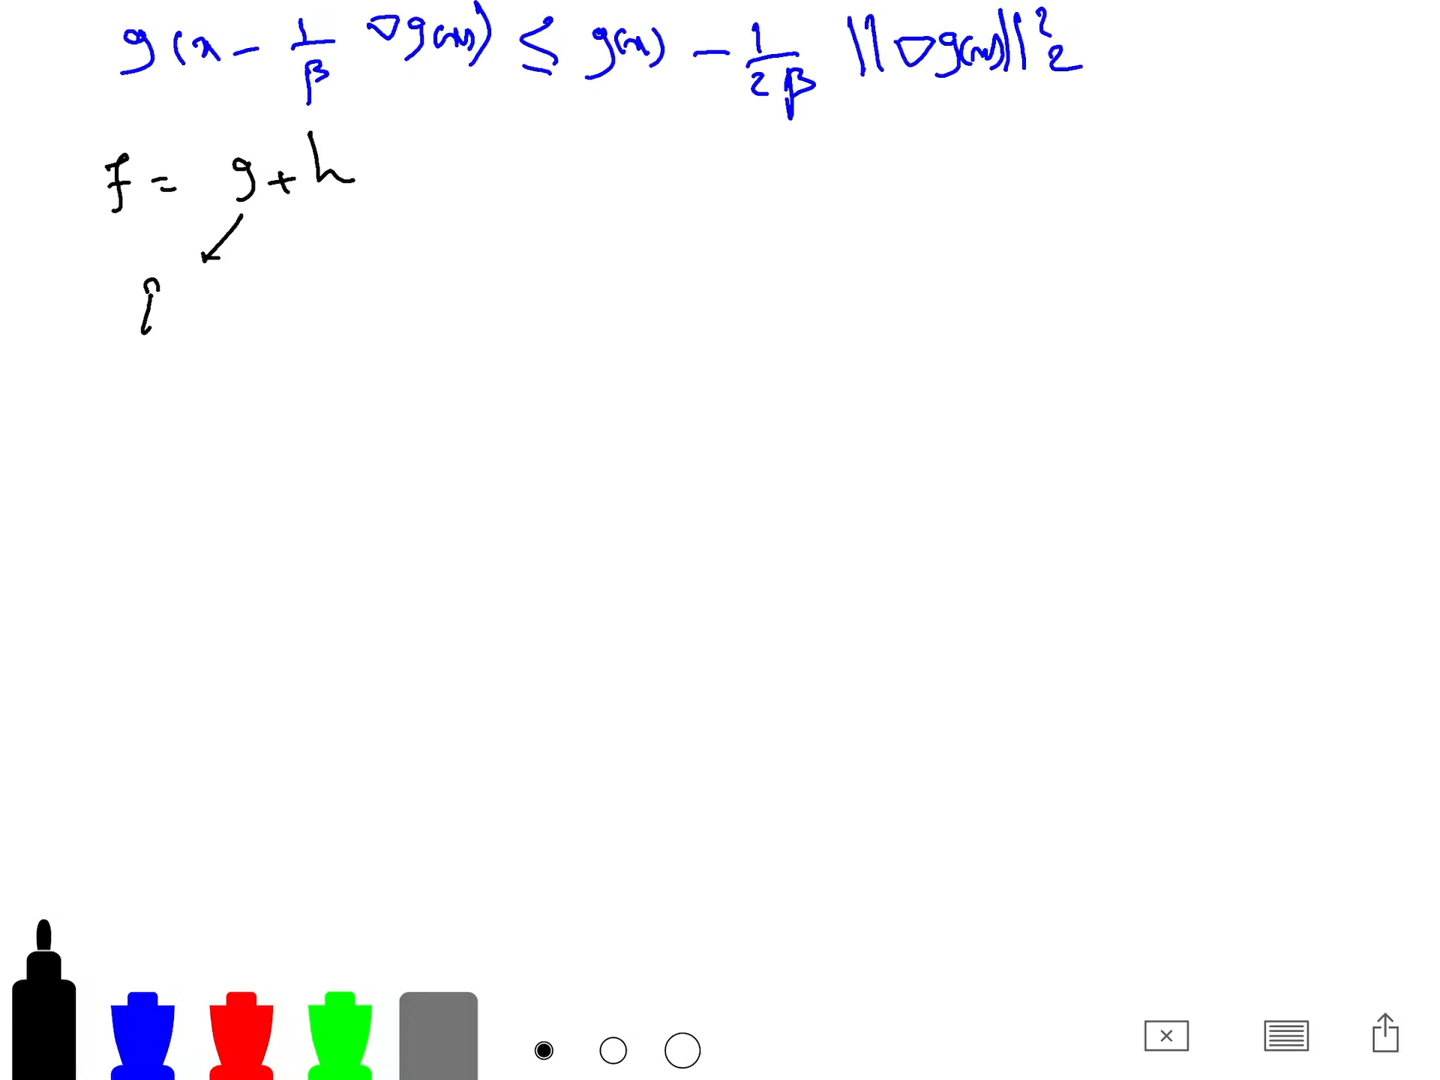 g(x - 1/β ∇g(x)) ≤ g(x) - 1/2β ||∇g(x)||²₂
f = g + h